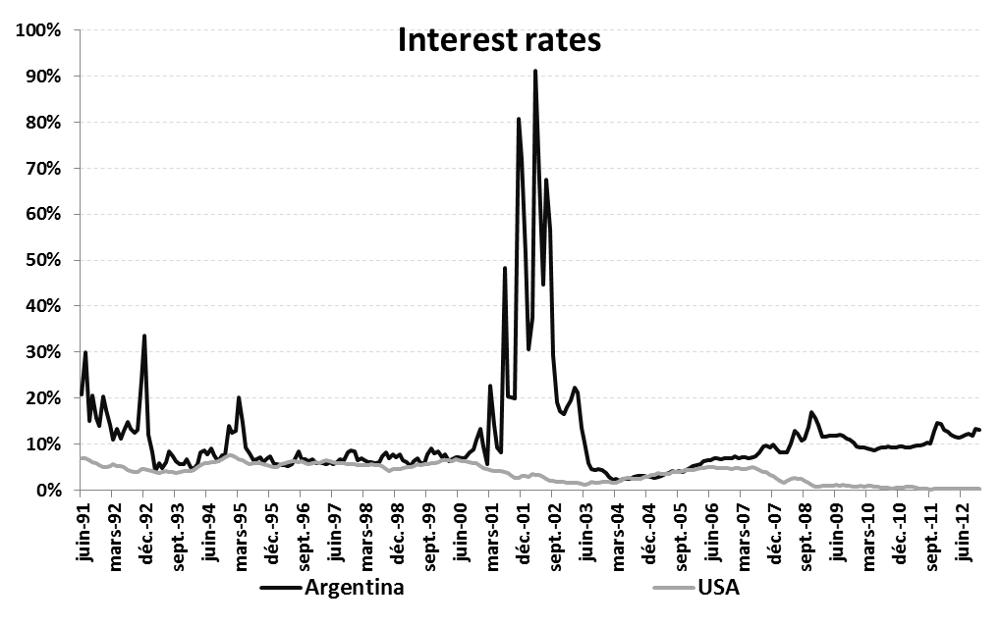 Interest rates
100%
90%
80%
70%
60%
50%
40%
30%
20%
10%
0%
juin-91
mars-92
déc.-92
sept.-93
juin-94
mars-95
déc.-95
sept.-96
juin-97
mars-98
déc.-98
sept.-99
juin-00
mars-01
déc.-01
sept.-02
juin-03
mars-04
déc.-04
sept.-05
juin-06
mars-07
déc.-07
sept.-08
juin-09
mars-10
déc.-10
sept.-11
juin-12
Argentina
USA